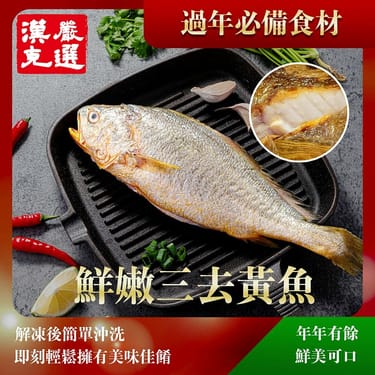 嚴選
漢克
過年必備食材
鮮嫩三去黃魚
解凍後簡單沖洗
即刻輕鬆擁有美味佳餚
年年有餘
鮮美可口